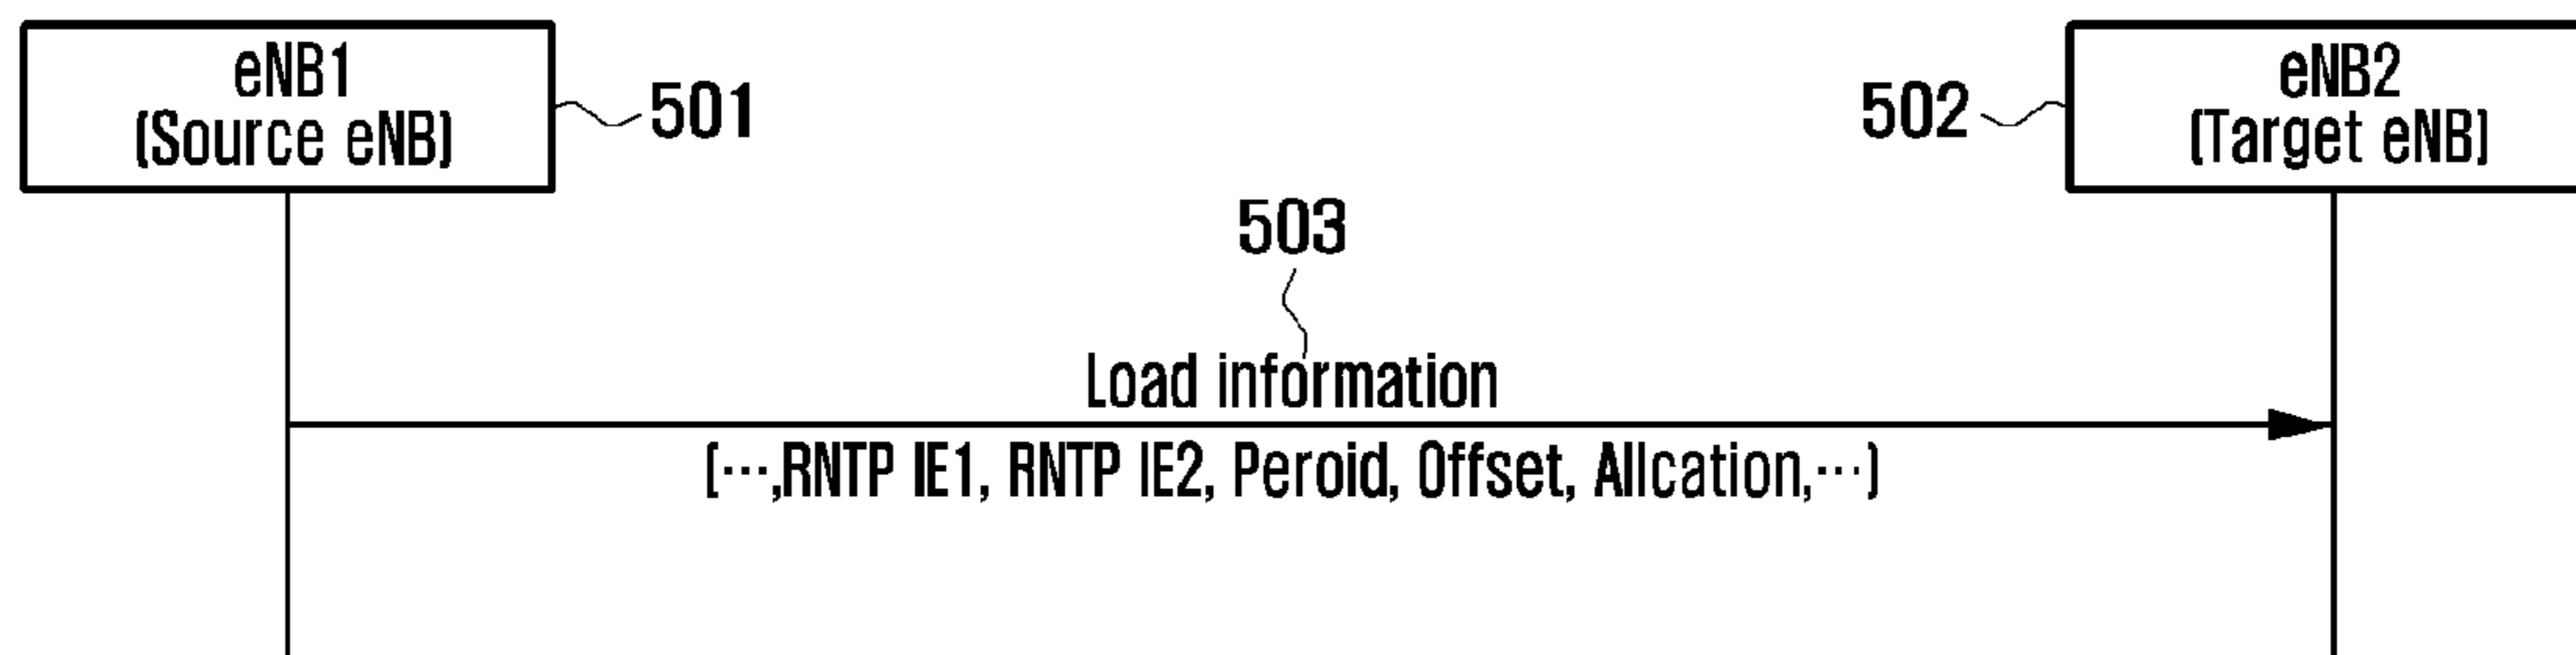 eNB1
(Source eNB)
501
502
eNB2
(Target eNB)
503
Load information
(···,RNTP IE1, RNTP IE2, Peroid, Offset, Allcation,···)